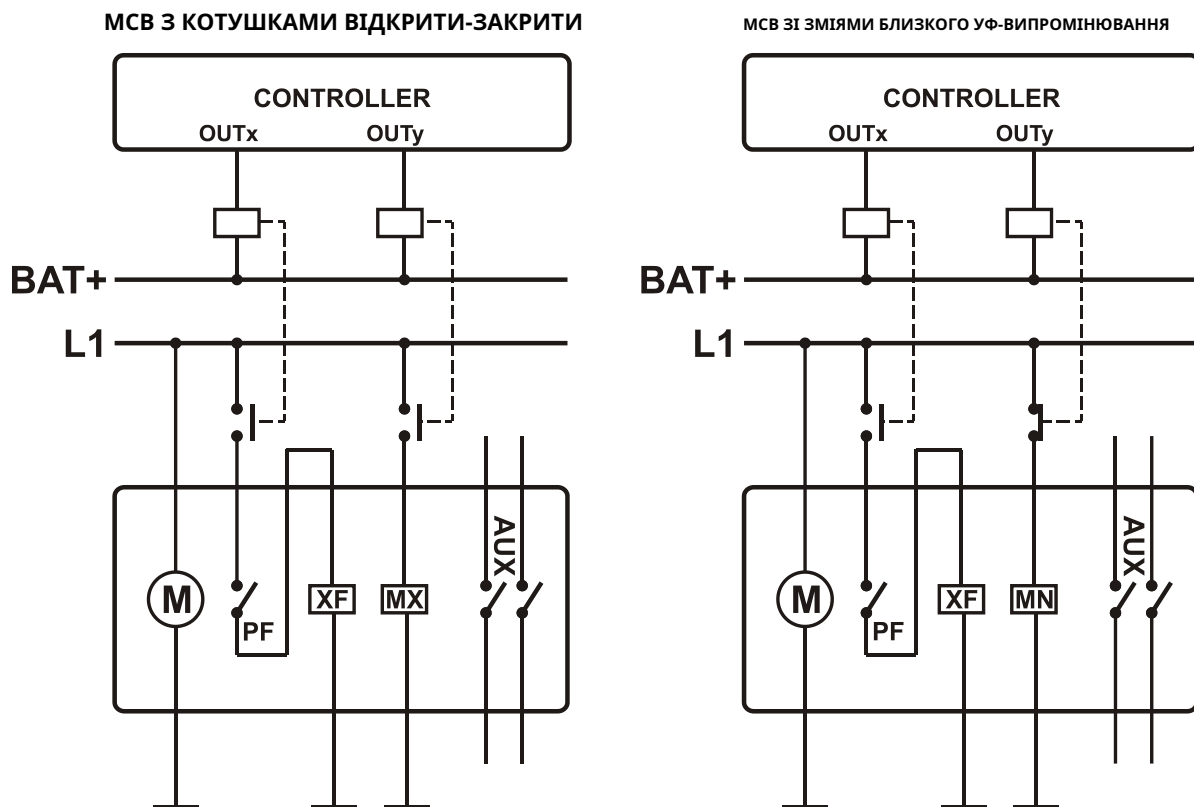 МСВ З КОТУШКАМИ ВІДКРИТИ-ЗАКРИТИ
CONTROLLER
OUTx OUTy
BAT+
L1
AUX
M
XF
MX
PF
МСВ ЗІ ЗМІЯМИ БЛИЗКОГО УФ-ВИПРОМІНЮВАННЯ
CONTROLLER
OUTx OUTy
BAT+
L1
AUX
M
XF
MN
PF